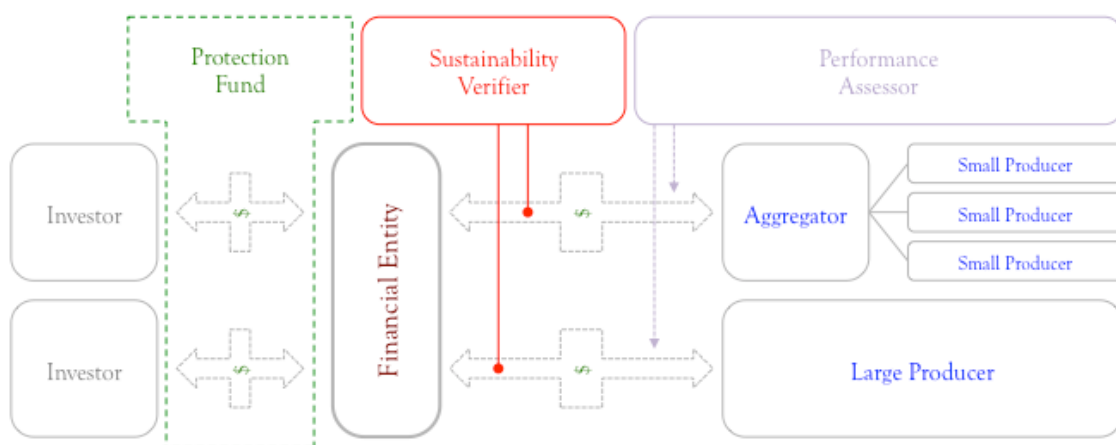 Protection
Fund
Sustainability
Verifier
Performance
Assessor
Investor
$
Financial Entity
$
Aggregator
Small Producer
Small Producer
Small Producer
Investor
$
$
Large Producer